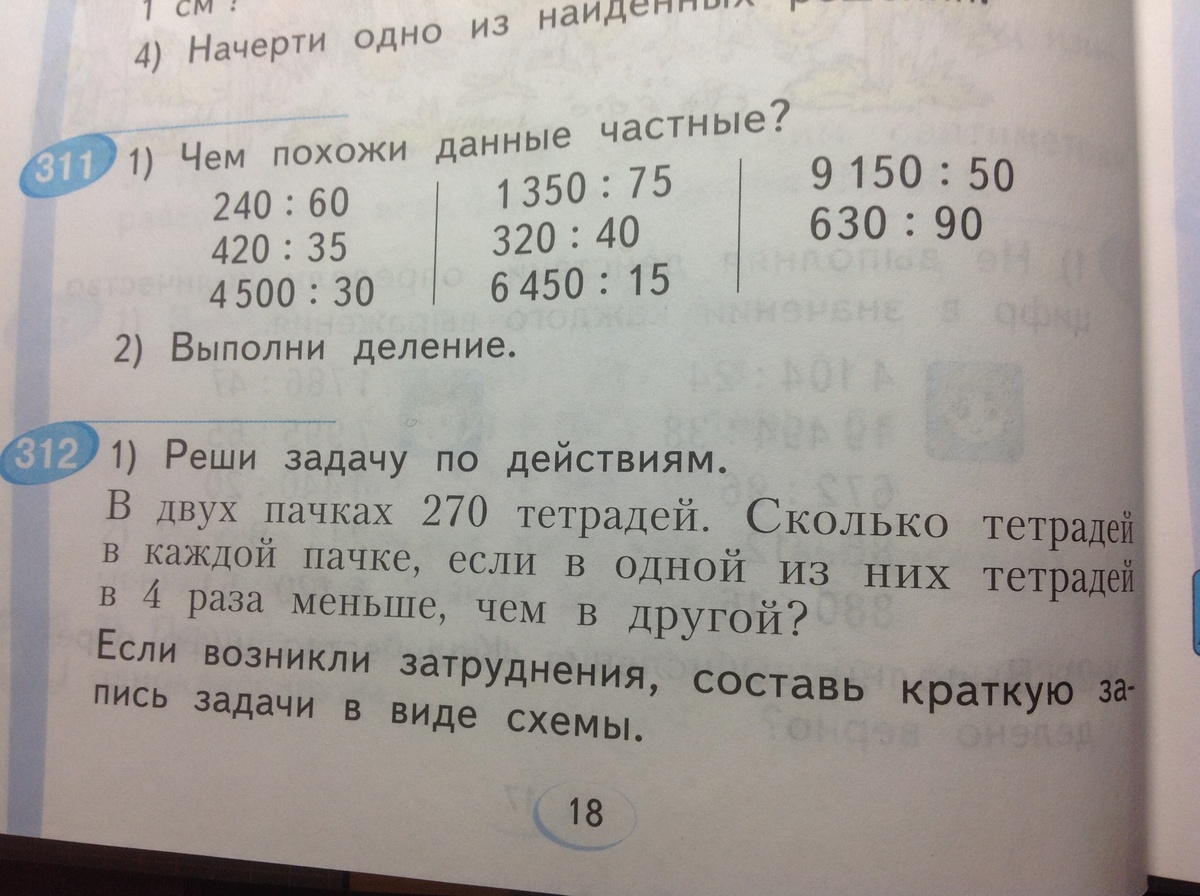 1 см?
4) Начерти одно из найденных
311 1) Чем похожи данные частные?
240 : 60 1 350 : 75 9 150 : 50
420 : 35 320 : 40 630 : 90
4 500 : 30 6 450 : 15
2) Выполни деление.
312 1) Реши задачу по действиям.
В двух пачках 270 тетрадей. Сколько тетрадей
в каждой пачке, если в одной из них тетрадей
в 4 раза меньше, чем в другой?
Если возникли затруднения, составь краткую за-
пись задачи в виде схемы.
18